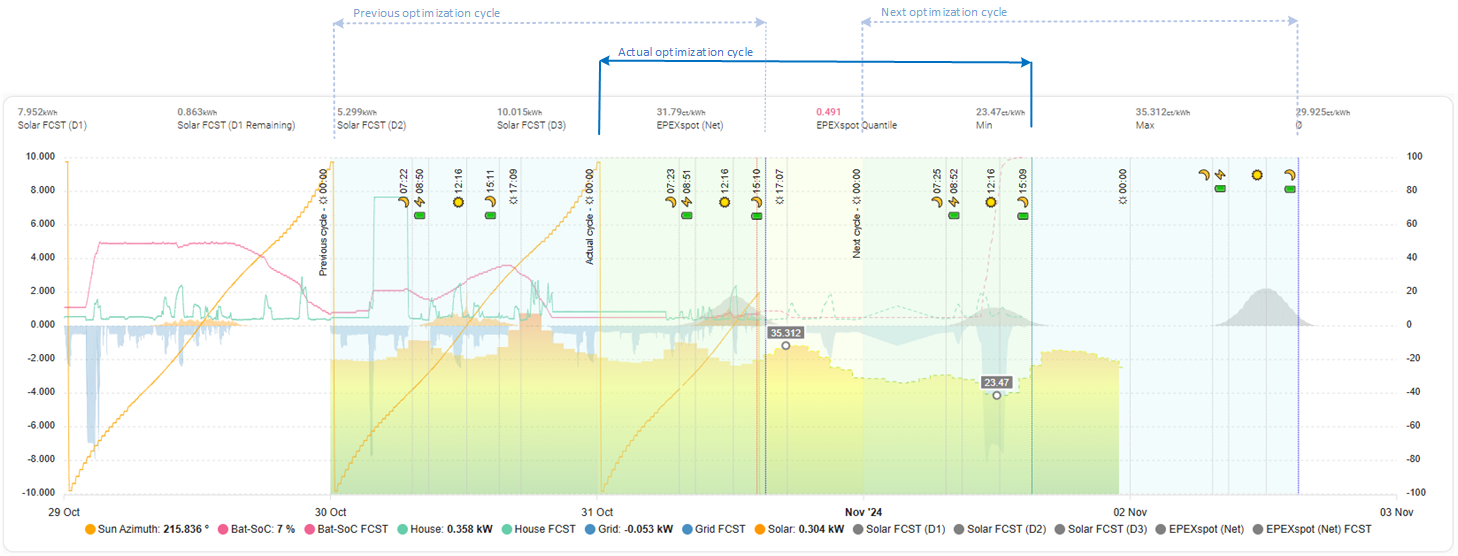 Previous optimization cycle
Next optimization cycle
Actual optimization cycle
7.952kWh 0.863kWh 5.299kWh 10.015kWh 31.79ct/kWh 0.491 23.47ct/kWh 35.312ct/kWh 29.925ct/kWh
Solar FCST (D1) Solar FCST (D1 Remaining) Solar FCST (D2) Solar FCST (D3) EPEXspot (Net) EPEXspot Quantile Min Max Ø
10.000 100
8.000 80
6.000 60
4.000 40
2.000 20
0.000 0
-2.000 -20
-4.000 -40
-6.000 -60
-8.000 -80
-10.000 -100
Previous cycle - 00:00
07:22
08:50
12:16
15:11
17:09
Actual cycle - 00:00
07:23
08:51
12:16
15:10
17:07
Next cycle - 00:00
07:25
08:52
12:16
15:09
00:00
35.312
23.47
29 Oct 30 Oct 31 Oct Nov '24 02 Nov 03 Nov
Sun Azimuth: 215.836 ° Bat-SoC: 7 % Bat-SoC FCST House: 0.358 kW House FCST Grid: -0.053 kW Grid FCST Solar: 0.304 kW Solar FCST (D1) Solar FCST (D2) Solar FCST (D3) EPEXspot (Net) EPEXspot (Net) FCST